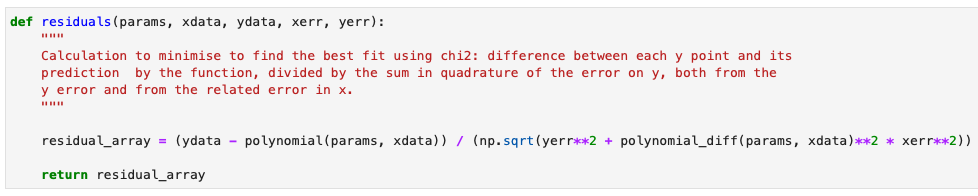 def residuals(params, xdata, ydata, xerr, yerr):
    """
    Calculation to minimise to find the best fit using chi2: difference between each y point and its
    prediction  by the function, divided by the sum in quadrature of the error on y, both from the
    y error and from the related error in x.
    """
    residual_array = (ydata - polynomial(params, xdata)) / (np.sqrt(yerr**2 + polynomial_diff(params, xdata)**2 * xerr**2))
    return residual_array